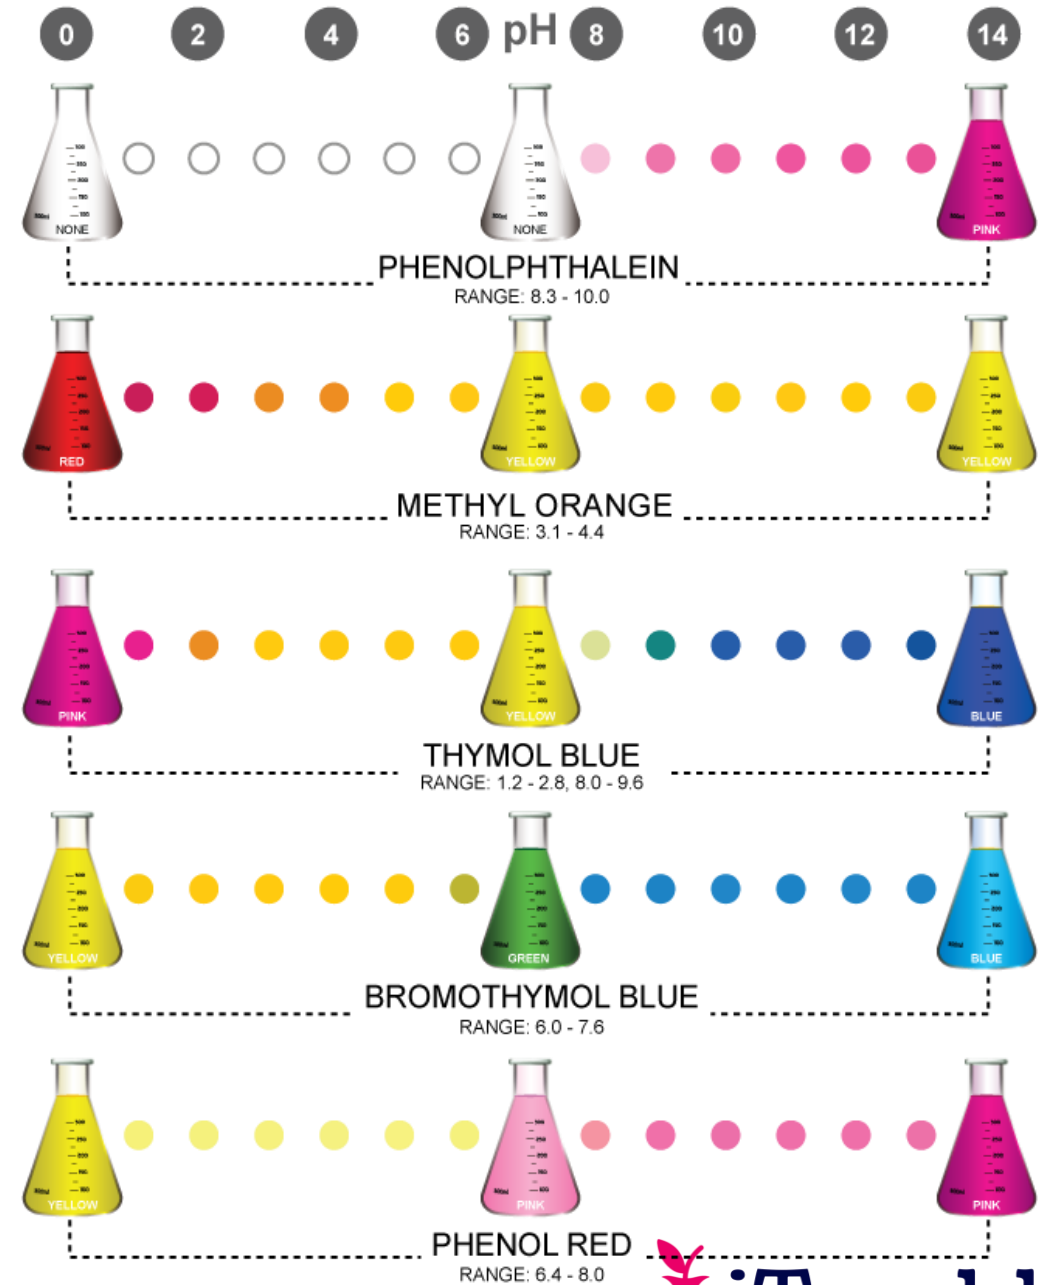 0 2 4 6 pH 8 10 12 14
NONE NONE PINK
PHENOLPHTHALEIN
RANGE: 8.3 - 10.0
RED YELLOW YELLOW
METHYL ORANGE
RANGE: 3.1 - 4.4
PINK YELLOW BLUE
THYMOL BLUE
RANGE: 1.2 - 2.8, 8.0 - 9.6
YELLOW GREEN BLUE
BROMOTHYMOL BLUE
RANGE: 6.0 - 7.6
YELLOW PINK PINK
PHENOL RED
RANGE: 6.4 - 8.0